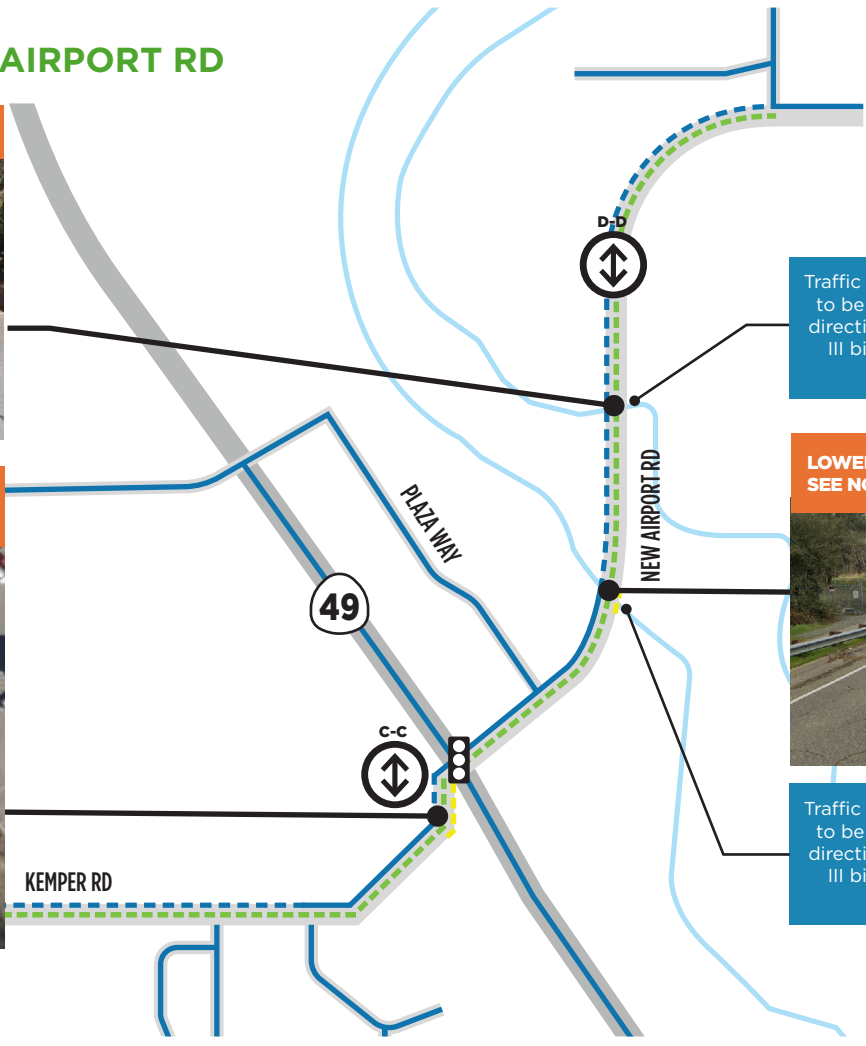 AIRPORT RD
D-D
Traffic
to be
directi
III bi
LOWE
SEE NO
NEW AIRPORT RD
PLAZA WAY
49
C-C
Traffic
to be
directi
III bi
KEMPER RD